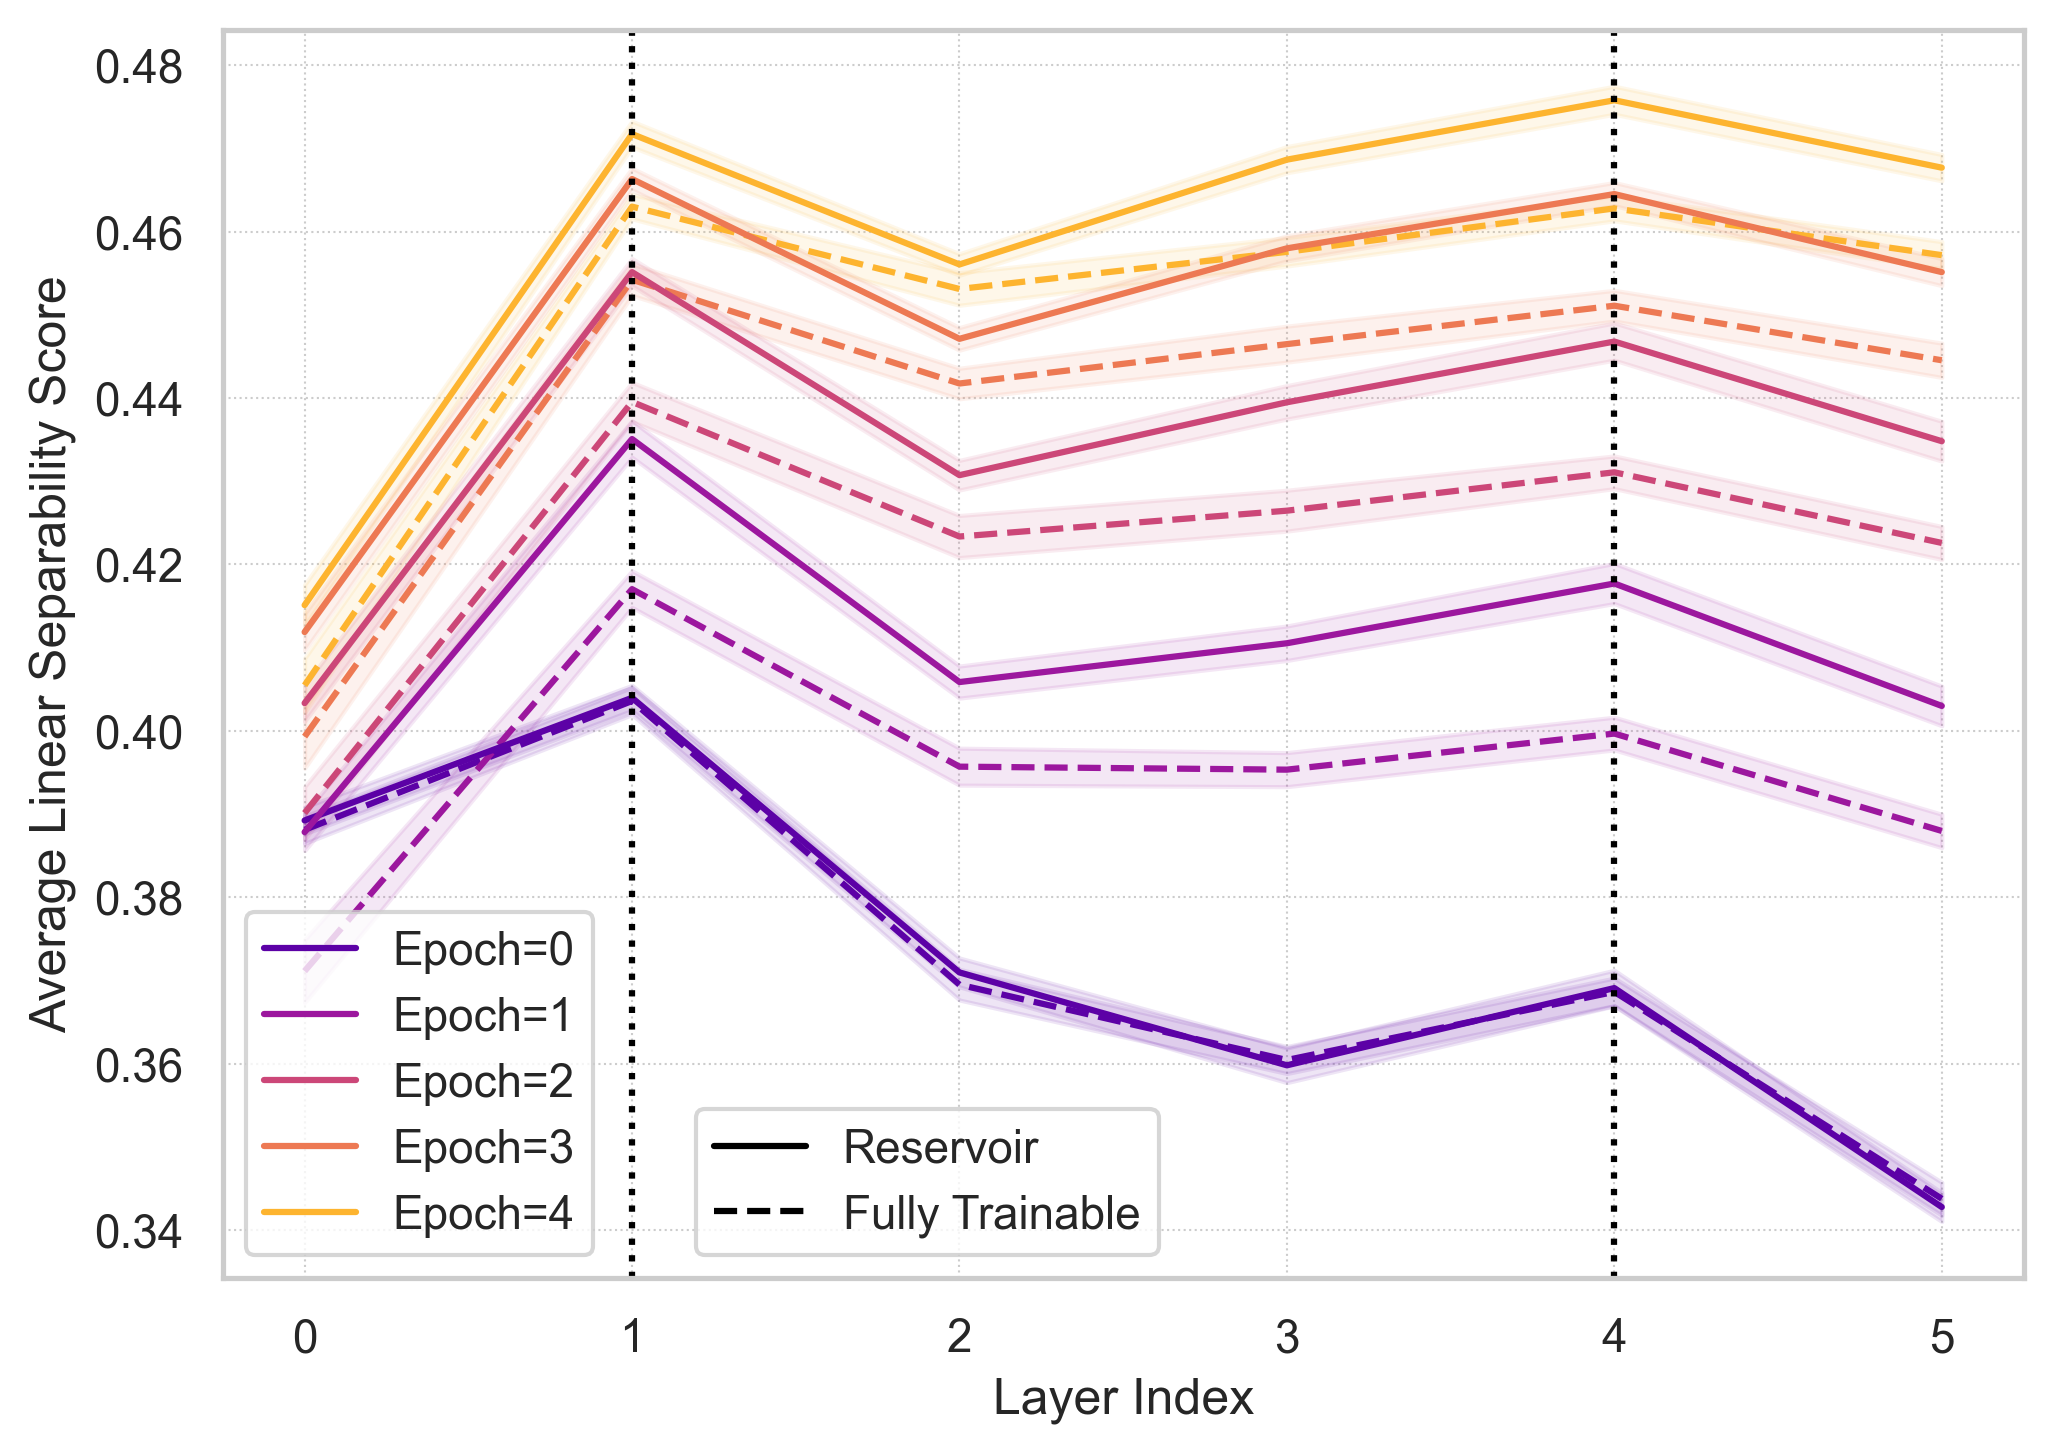 Average Linear Separability Score
0.48
0.46
0.44
0.42
0.40
0.38
0.36
0.34
Epoch=0
Epoch=1
Epoch=2
Epoch=3
Epoch=4
Reservoir
Fully Trainable
0 1 2 3 4 5
Layer Index